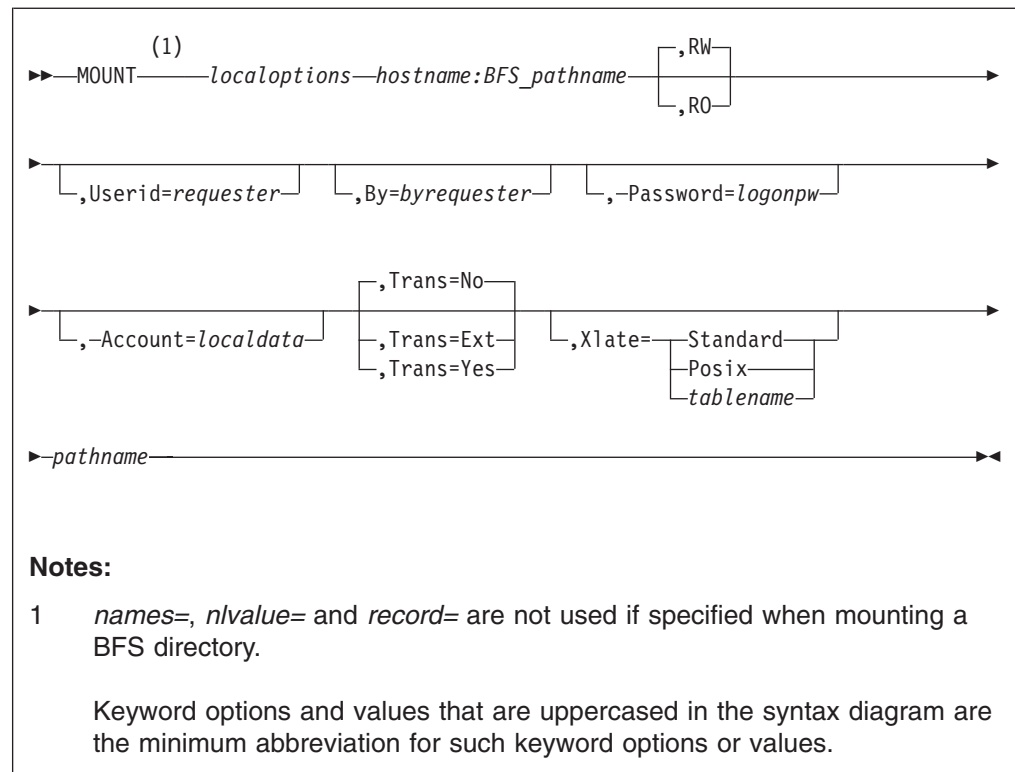 (1)
,RW
MOUNT localoptions hostname:BFS_pathname
,RO
,Userid=requester ,By=byrequester ,–Password=logonpw
,Trans=No
,–Account=localdata ,Trans=Ext ,Xlate= Standard
,Trans=Yes Posix
tablename
pathname
Notes:
1 names=, nlvalue= and record= are not used if specified when mounting a
BFS directory.
Keyword options and values that are uppercased in the syntax diagram are
the minimum abbreviation for such keyword options or values.